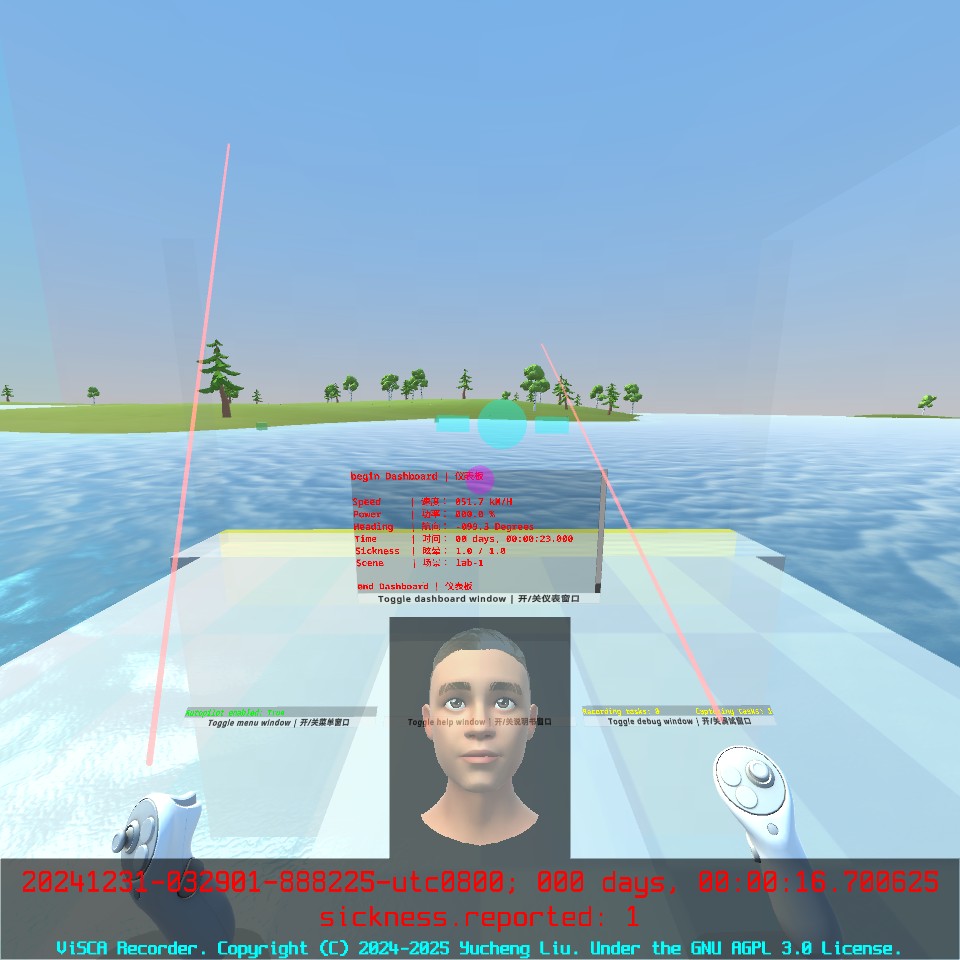 begin Dashboard | 仪表板
Speed | 速度: 051.7 kM/H
Power | 功率: 000.0 %
Heading | 航向: -099.3 Degrees
Time | 时间: 00 days, 00:00:23.000
Sickness | 眩晕: 1.0 / 1.0
Scene | 场景: lab-1
end Dashboard | 仪表板
Toggle dashboard window | 开/关仪表窗口
Autopilot enabled: True
Toggle menu window | 开/关菜单窗口
Toggle help window | 开/关说明书窗口
Recording tasks: 0 Capturing tasks: 1
Toggle debug window | 开/关调试窗口
20241231-032901-888225-utc0800; 000 days, 00:00:16.700625
sickness.reported: 1
ViSCA Recorder. Copyright (C) 2024-2025 Yucheng Liu. Under the GNU AGPL 3.0 License.